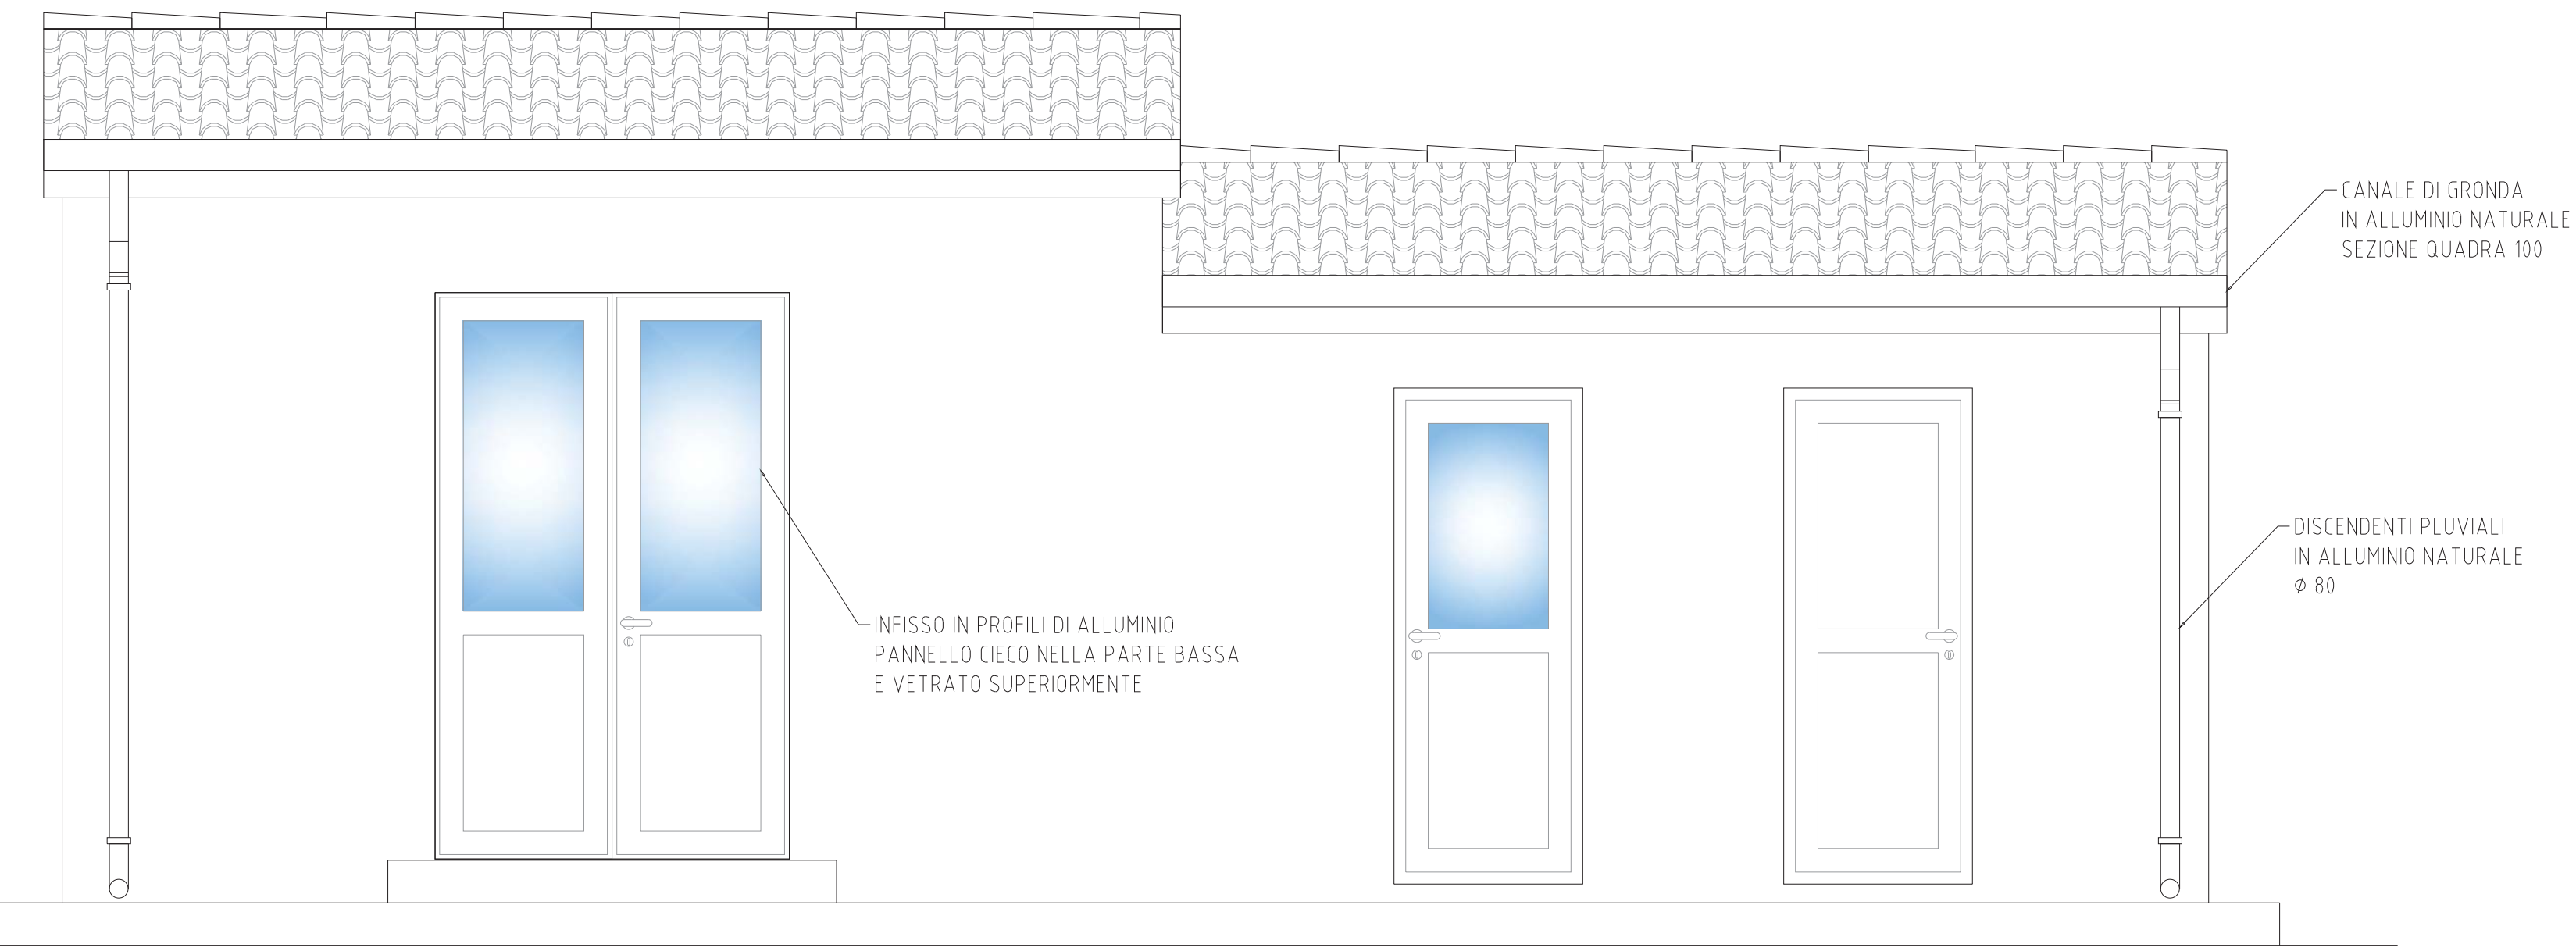 CANALE DI GRONDA
IN ALLUMINIO NATURALE
SEZIONE QUADRA 100
DISCENDENTI PLUVIALI
IN ALLUMINIO NATURALE
Ø 80
INFISSO IN PROFILI DI ALLUMINIO
PANNELLO CIECO NELLA PARTE BASSA
E VETRATO SUPERIORMENTE